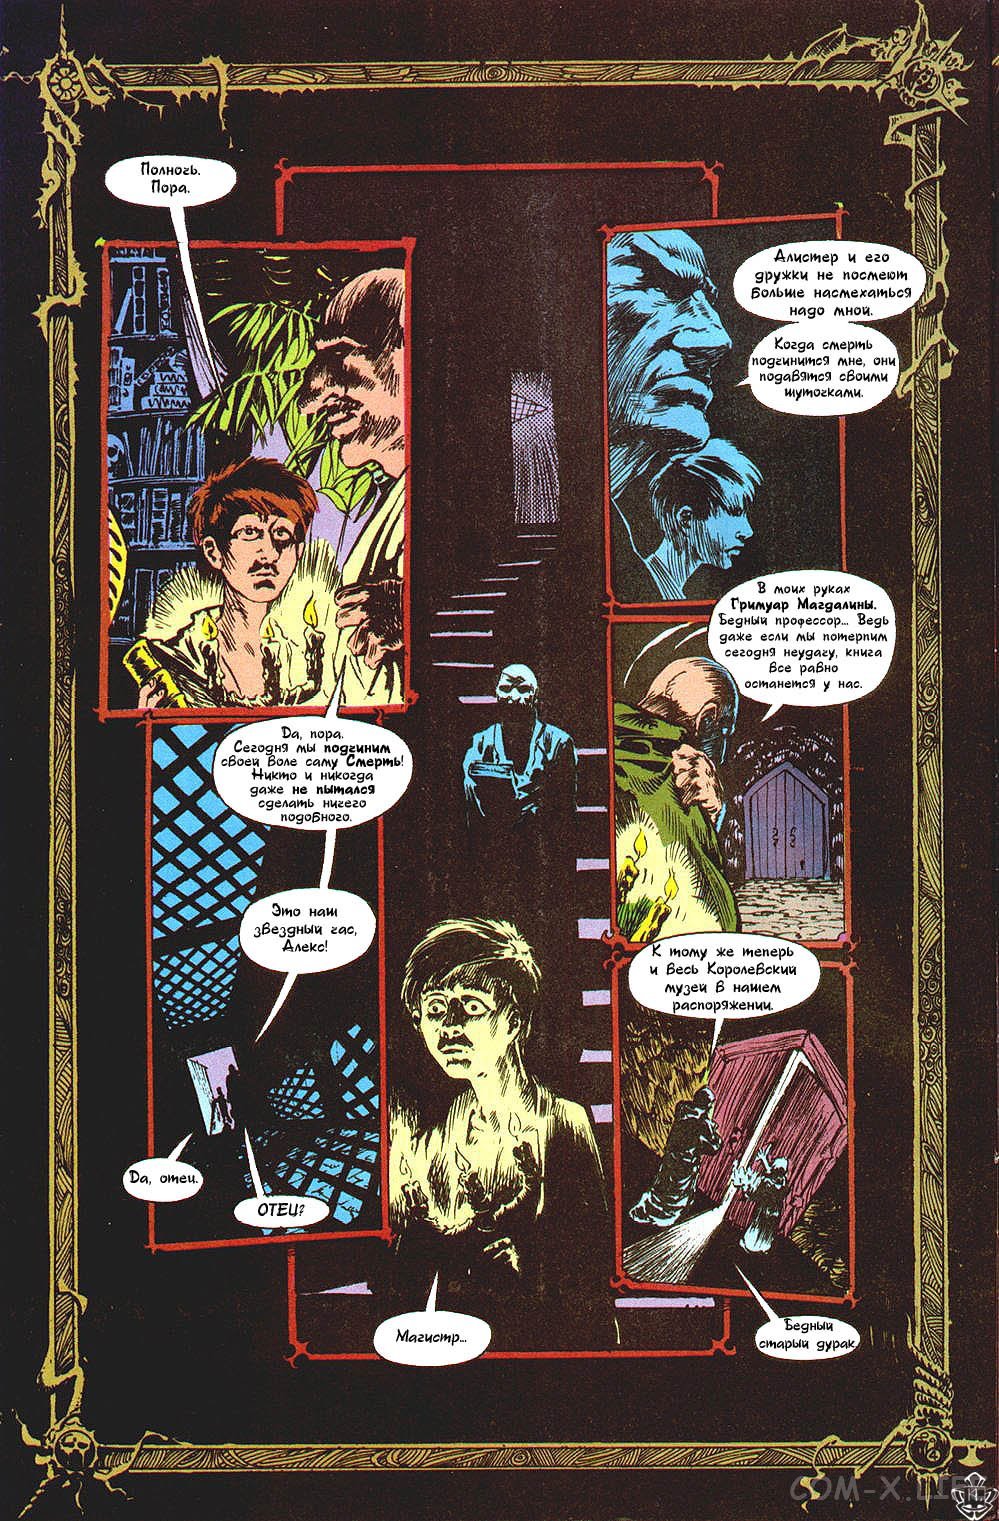 Полночь.
Пора.
Да, пора.
Сегодня мы подчиним
своей воле саму Смерть!
Никто и никогда
даже не пытался
сделать ничего
подобного.
Это наш
звездный час,
Алекс!
Да, отец.
ОТЕЦ?
Магистр...
Алистер и его
дружки не посмеют
больше насмехаться
надо мной.
Когда смерть
подчинится мне, они
подавятся своими
шуточками.
В моих руках
Гримуар Магдалины.
Бедный профессор... Ведь
даже если мы потерпим
сегодня неудачу, книга
все равно
останется у нас.
К тому же теперь
и весь Королевский
музей в нашем
распоряжении.
Бедный
старый дурак.